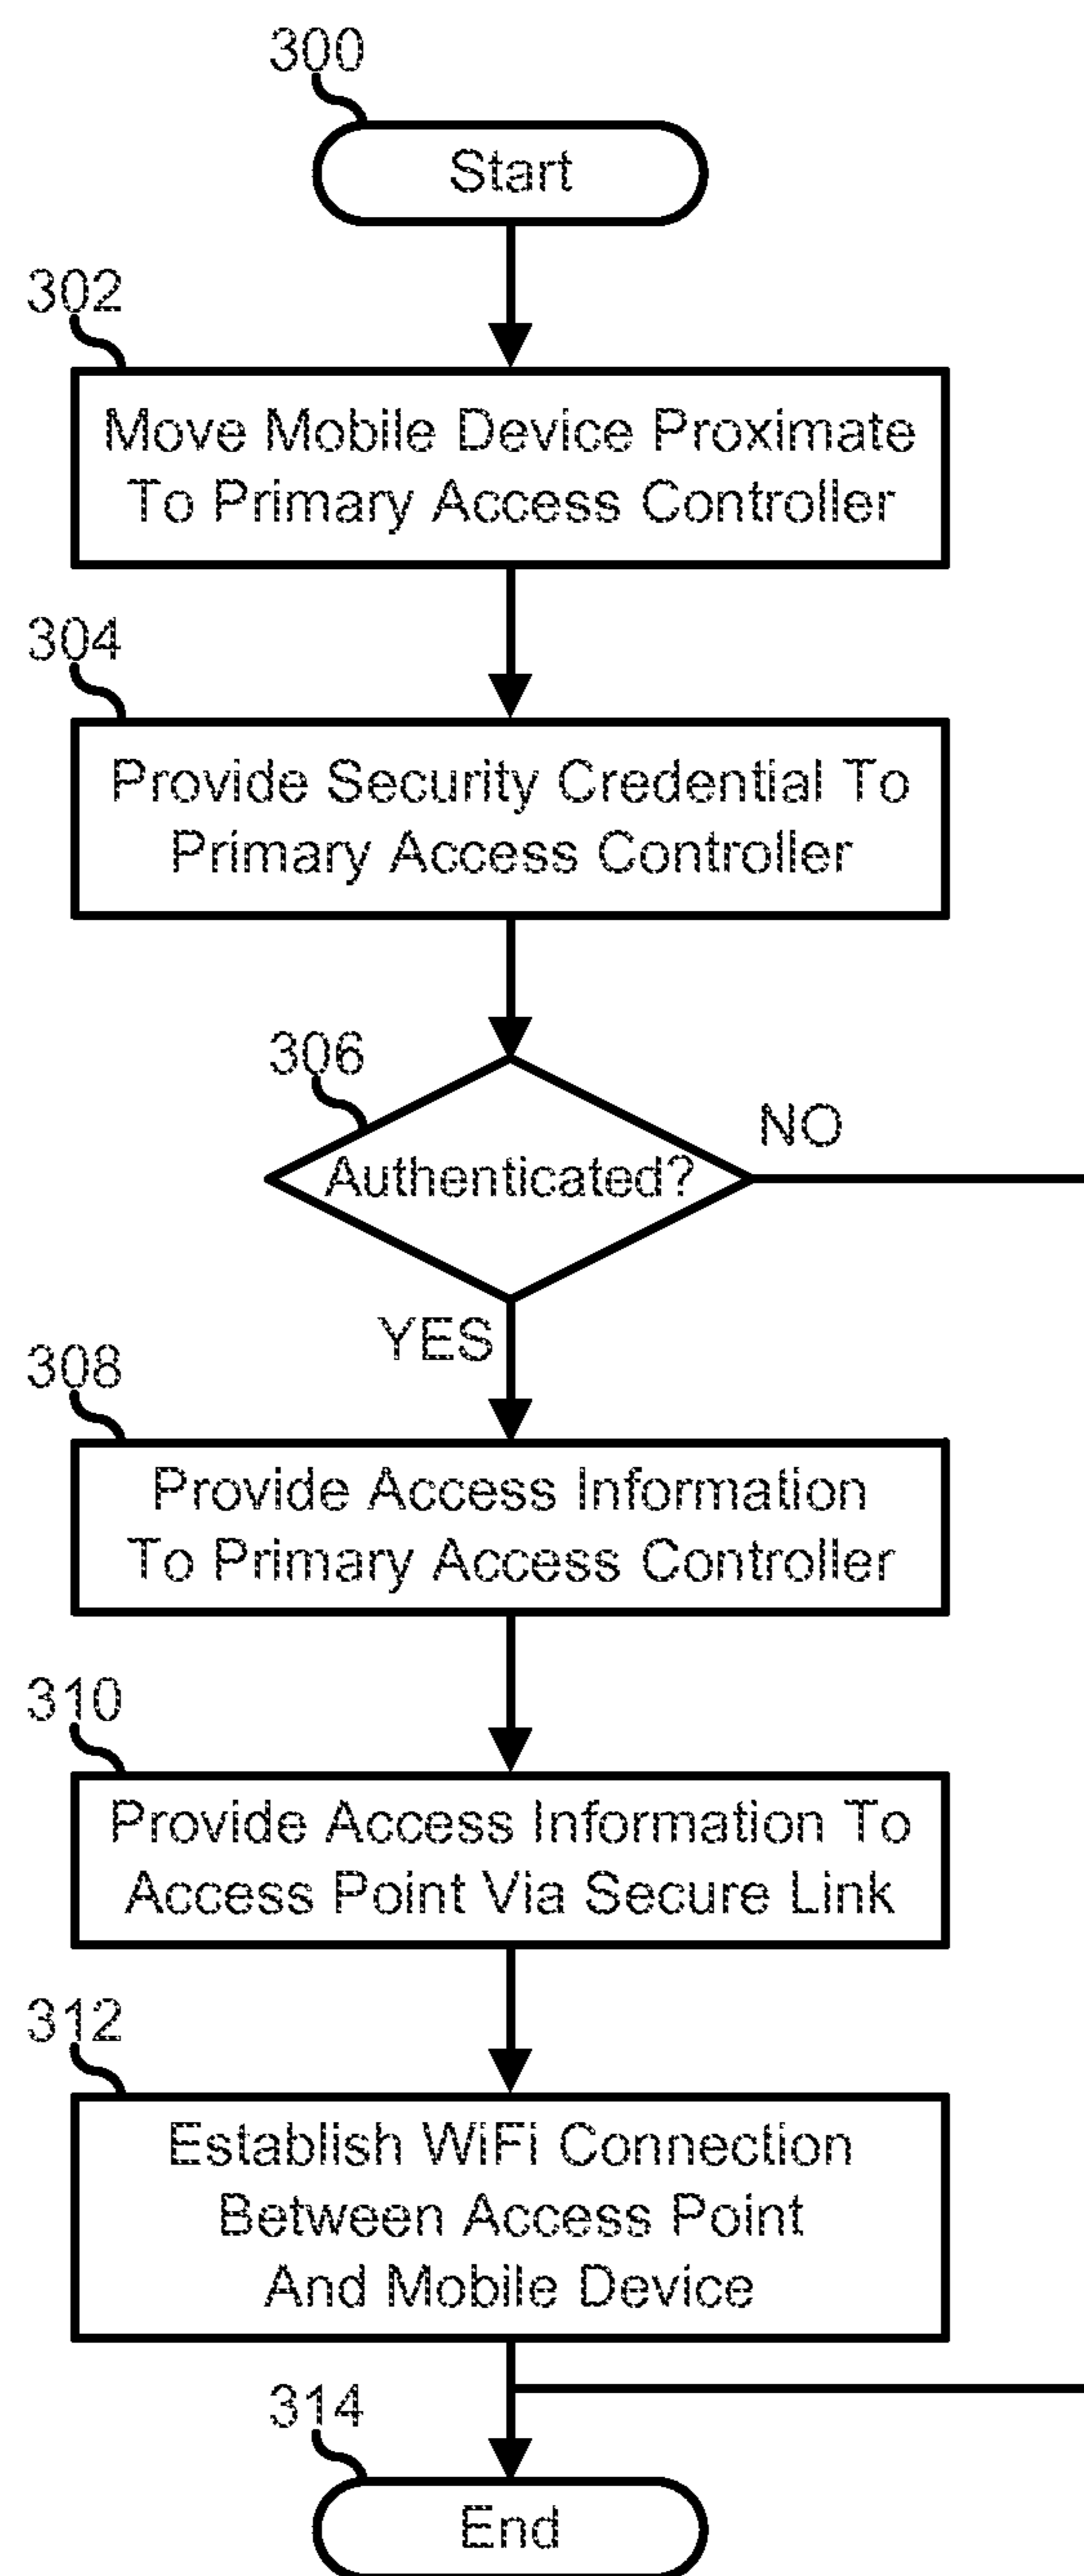 300
Start
302
Move Mobile Device Proximate
To Primary Access Controller
304
Provide Security Credential To
Primary Access Controller
306
Authenticated?
NO
YES
308
Provide Access Information
To Primary Access Controller
310
Provide Access Information To
Access Point Via Secure Link
312
Establish WiFi Connection
Between Access Point
And Mobile Device
314
End